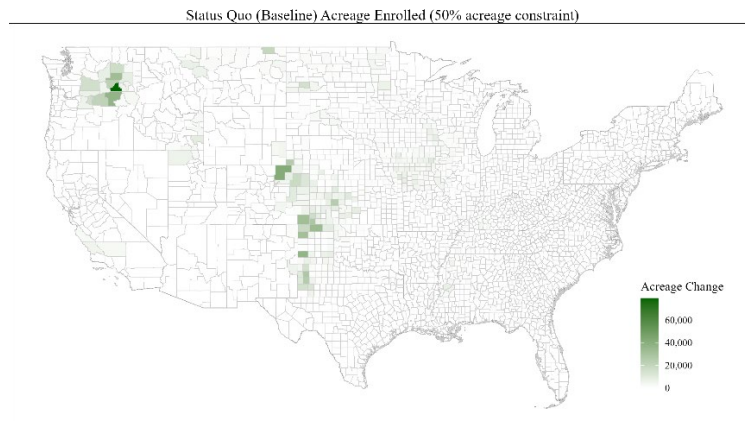 Status Quo (Baseline) Acreage Enrolled (50% acreage constraint)
Acreage Change
60,000
40,000
20,000
0